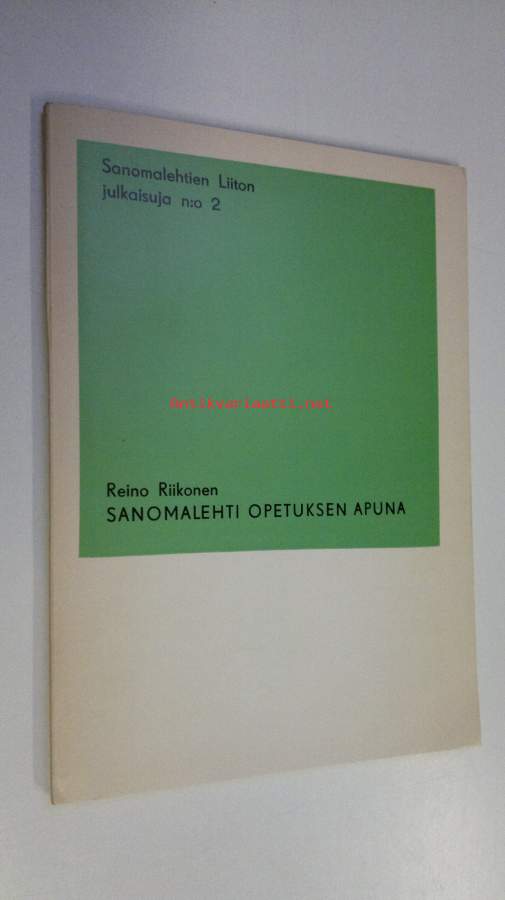 Sanomalehtien Liiton
julkaisuja n:o 2
Antikvariaatti.net
Reino Riikonen
SANOMALEHTI OPETUKSEN APUNA